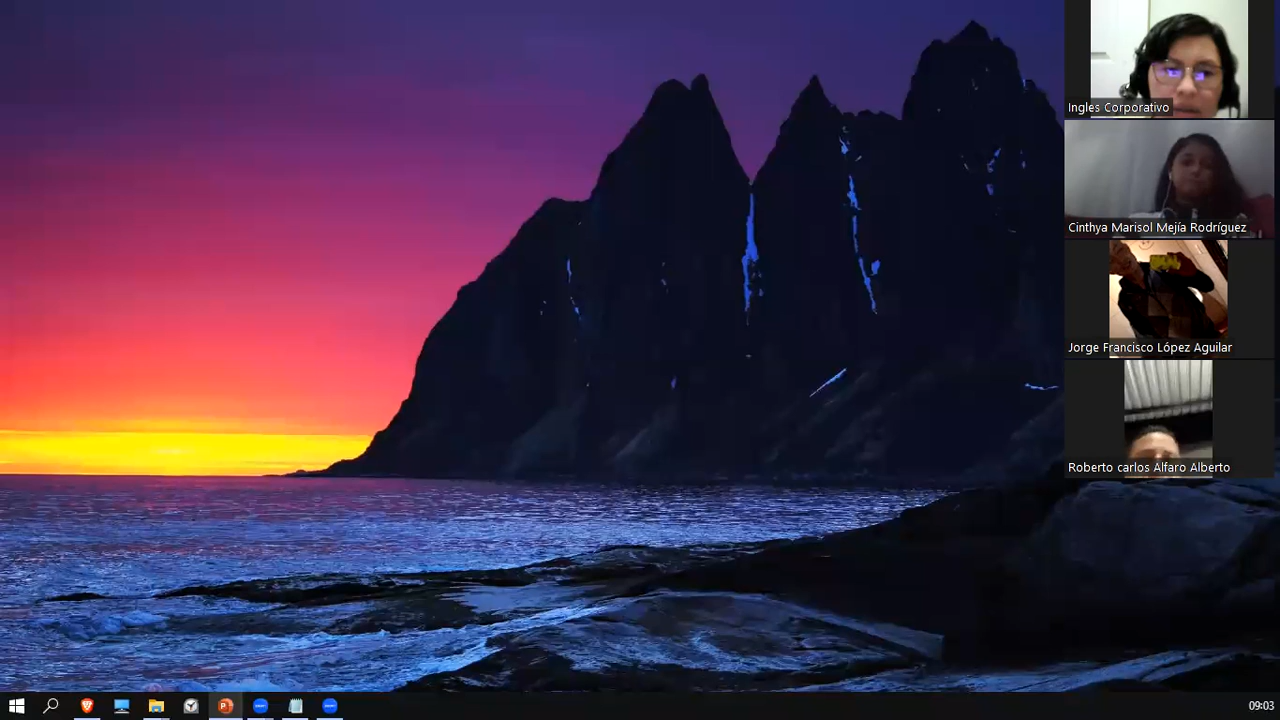 Ingles Corporativo
Cinthya Marisol Mejía Rodríguez
Jorge Francisco López Aguilar
Roberto carlos Alfaro Alberto
09:03